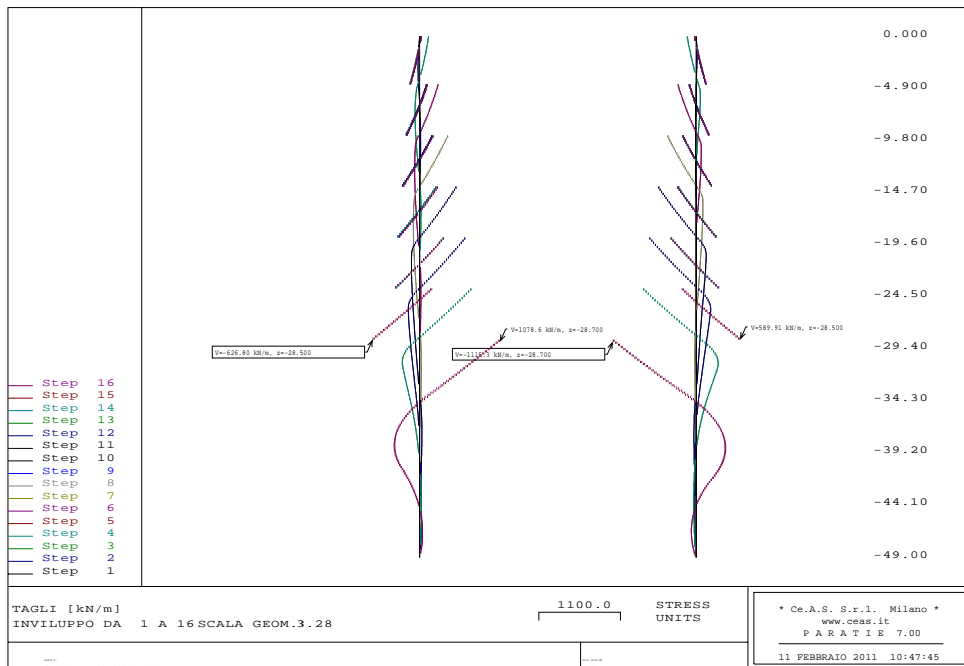 0.000
-4.900
-9.800
-14.70
-19.60
-24.50
-29.40
-34.30
-39.20
-44.10
-49.00
V=-626.80 kN/m, z=-28.500
V=1078.6 kN/m, z=-28.700
z=-28.700
V=589.91 kN/m, z=-28.500
Step 16
Step 15
Step 14
Step 13
Step 12
Step 11
Step 10
Step 9
Step 8
Step 7
Step 6
Step 5
Step 4
Step 3
Step 2
Step 1
TAGLI [kN/m]
INVILUPPO DA 1 A 16 SCALA GEOM.3.28
1100.0 STRESS
UNITS
* Ce.A.S. S.r.l. Milano *
www.ceas.it
P A R A T I E 7.00
11 FEBBRAIO 2011 10:47:45